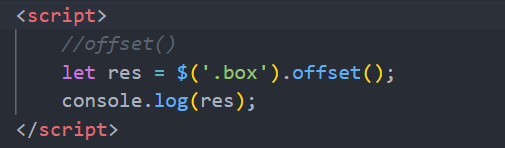 <script>
//offset()
let res = $('.box').offset();
console.log(res);
</script>